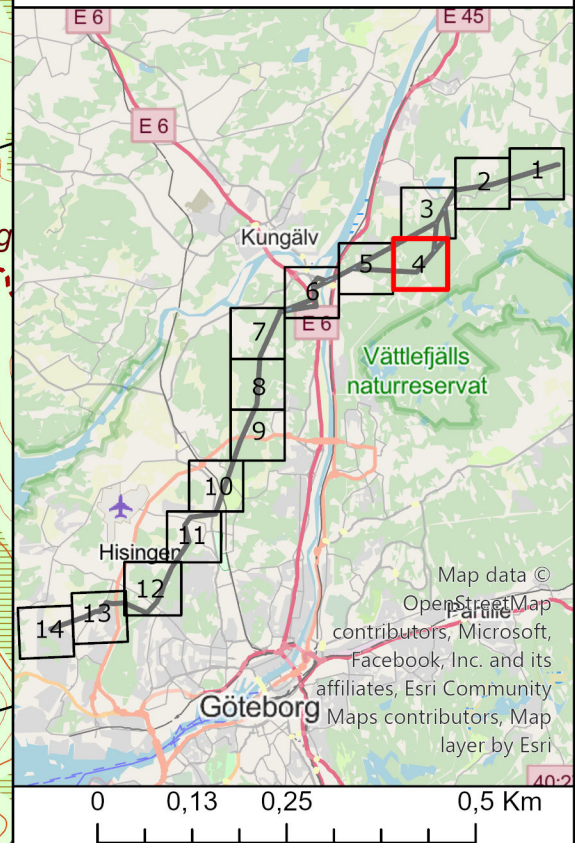 E 6
E 45
E 6
1
2
3
g
Kungälv
4
5
6
E 6
7
Vättlefjälls
naturreservat
8
9
10
11
Hisingen
Map data ©
12
OpenStreetMap
Partille
13
contributors, Microsoft,
14
Facebook, Inc. and its
affiliates, Esri Community
Göteborg
Maps contributors, Map
layer by Esri
40:2
0 0,13 0,25 0,5 Km